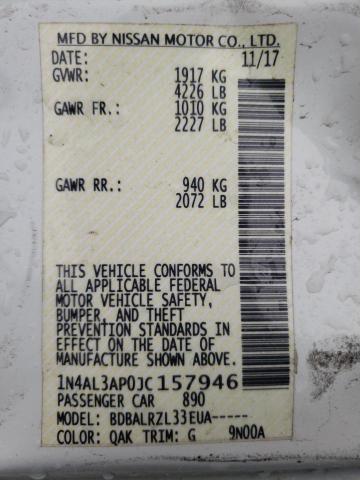 MFD BY NISSAN MOTOR CO., LTD.
DATE: 11/17
GVWR: 1917 KG
4226 LB
GAWR FR.: 1010 KG
2227 LB
GAWR RR.: 940 KG
2072 LB
THIS VEHICLE CONFORMS TO
ALL APPLICABLE FEDERAL
MOTOR VEHICLE SAFETY,
BUMPER, AND THEFT
PREVENTION STANDARDS IN
EFFECT ON THE DATE OF
MANUFACTURE SHOWN ABOVE.
1N4AL3AP0JC157946
PASSENGER CAR 890
MODEL: BDBALRZL33EUA-----
COLOR: QAK TRIM: G 9N00A